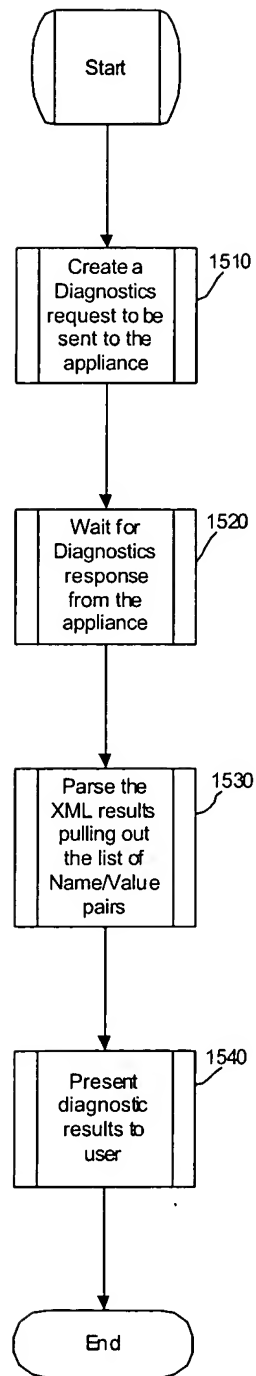 Start
1510
Create a
Diagnostics
request to be
sent to the
appliance
1520
Wait for
Diagnostics
response
from the
appliance
1530
Parse the
XML results
pulling out
the list of
Name/Value
pairs
1540
Present
diagnostic
results to
user
End